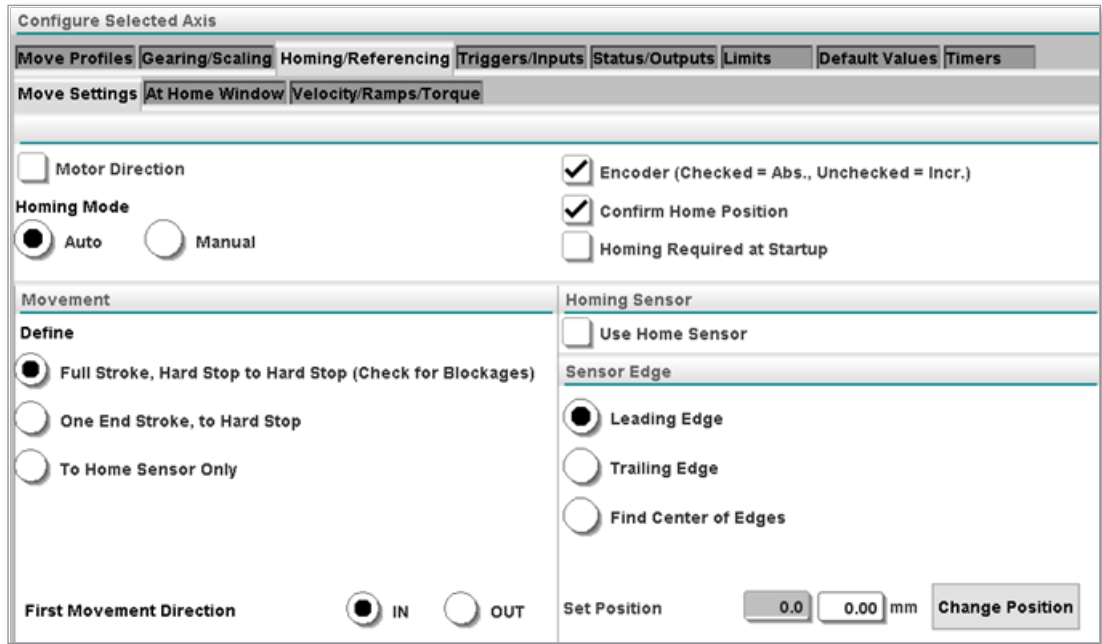 Configure Selected Axis
Move Profiles Gearing/Scaling Homing/Referencing Triggers/Inputs Status/Outputs Limits Default Values Timers
Move Settings At Home Window Velocity/Ramps/Torque
Motor Direction
Homing Mode
Auto Manual
Encoder (Checked = Abs., Unchecked = Incr.)
Confirm Home Position
Homing Required at Startup
Movement
Define
Full Stroke, Hard Stop to Hard Stop (Check for Blockages)
One End Stroke, to Hard Stop
To Home Sensor Only
First Movement Direction IN OUT
Homing Sensor
Use Home Sensor
Sensor Edge
Leading Edge
Trailing Edge
Find Center of Edges
Set Position 0.0 0.00 mm Change Position